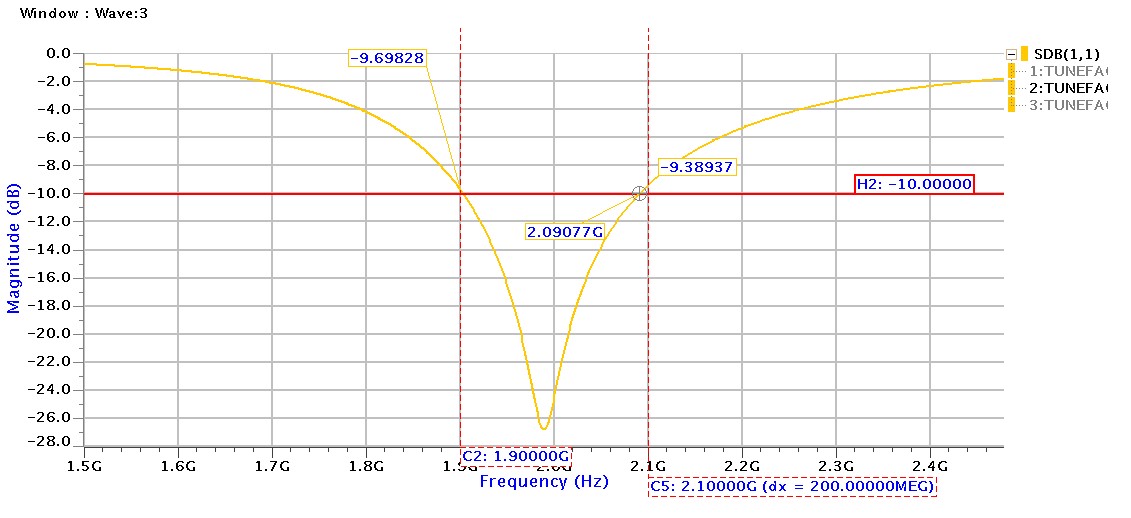 Window : Wave:3
0.0
-2.0
-4.0
-6.0
-8.0
-10.0
-12.0
-14.0
-16.0
-18.0
-20.0
-22.0
-24.0
-26.0
-28.0
Magnitude (dB)
-9.69828
-9.38937
2.09077G
H2: -10.00000
SDB(1,1)
1:TUNEFA
2:TUNEFA
3:TUNEFA
1.5G 1.6G 1.7G 1.8G 2.1G 2.2G 2.3G 2.4G
C2: 1.90000G
Frequency (Hz)
C5: 2.10000G (dx = 200.00000MEG)